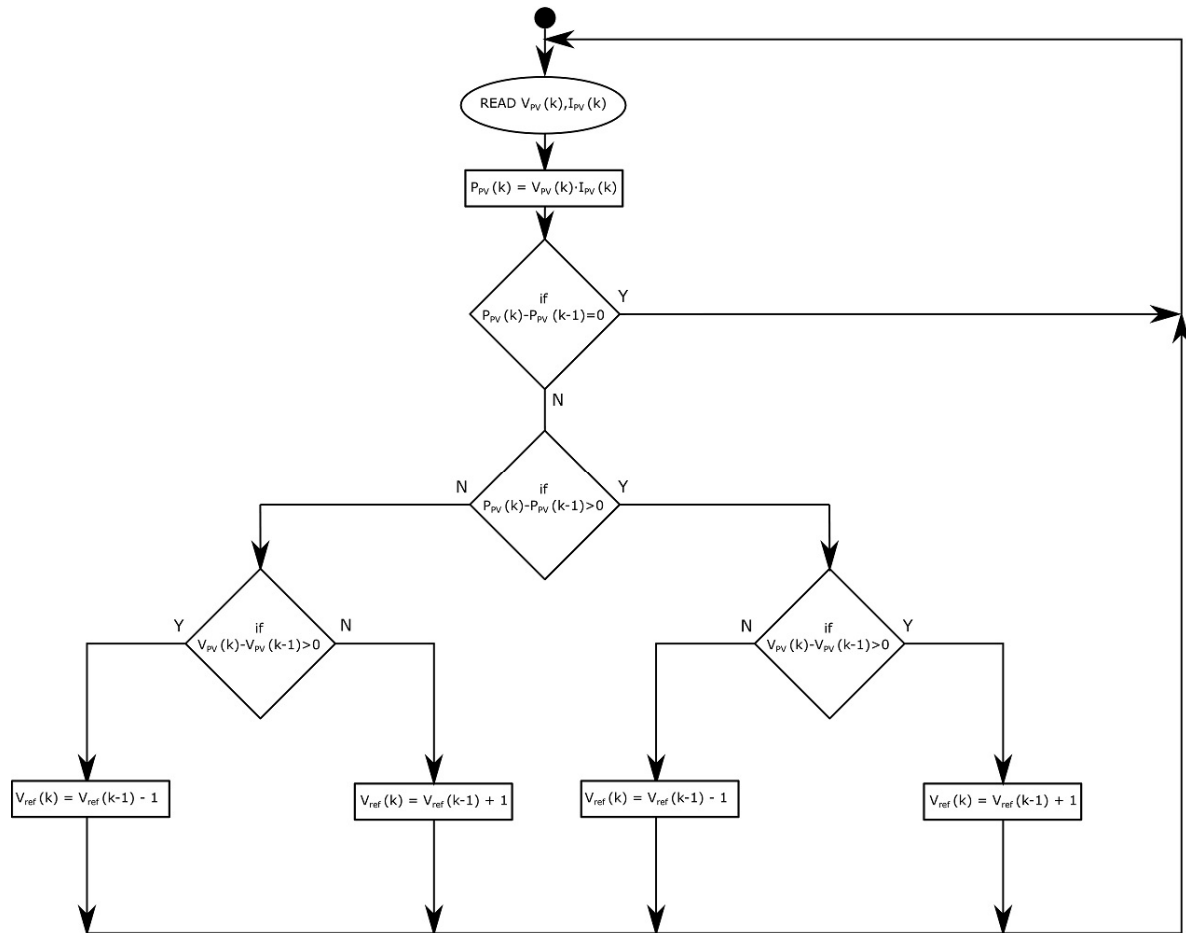 READ V_PV(k),I_PV(k)
P_PV(k) = V_PV(k)·I_PV(k)
if
P_PV(k)-P_PV(k-1)=0
Y
N
if
P_PV(k)-P_PV(k-1)>0
N
Y
if
V_PV(k)-V_PV(k-1)>0
Y
N
if
V_PV(k)-V_PV(k-1)>0
N
Y
V_ref(k) = V_ref(k-1) - 1
V_ref(k) = V_ref(k-1) + 1
V_ref(k) = V_ref(k-1) - 1
V_ref(k) = V_ref(k-1) + 1